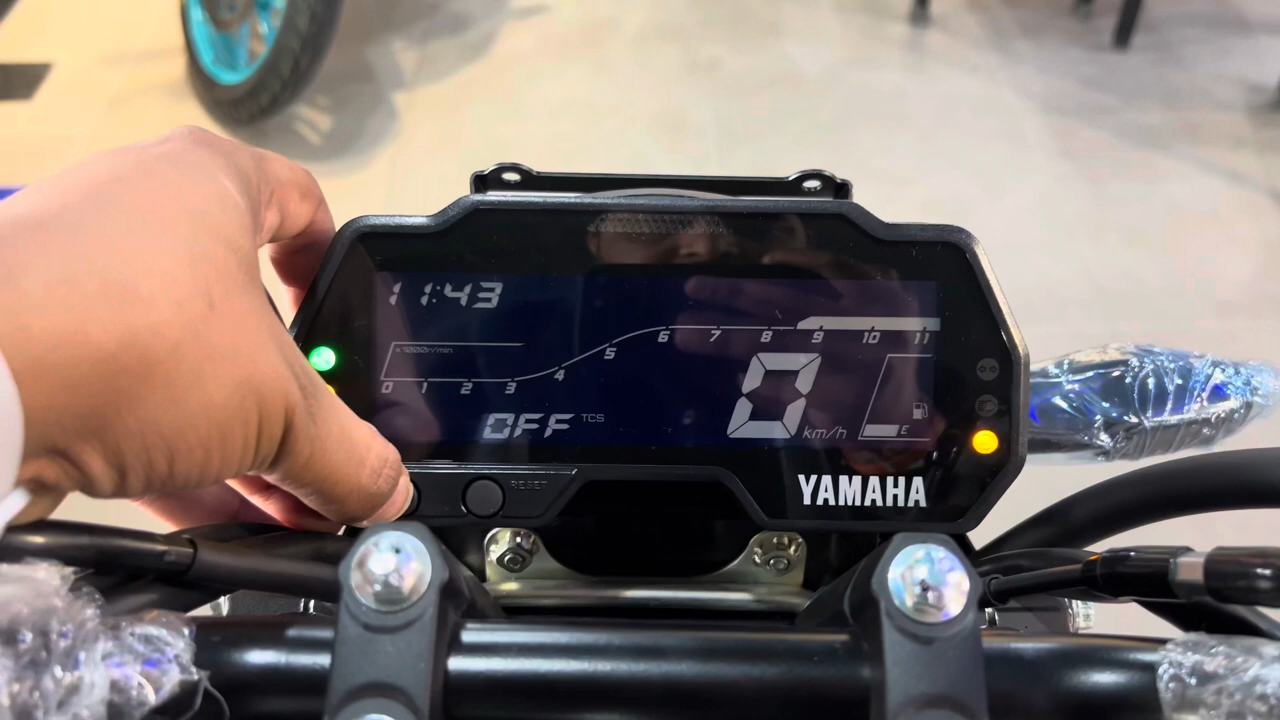 11:43
x 1000r/min
0 1 2 3 4 5 6 7 8 9 10 11
OFF TCS
0 km/h
E
RESET
YAMAHA